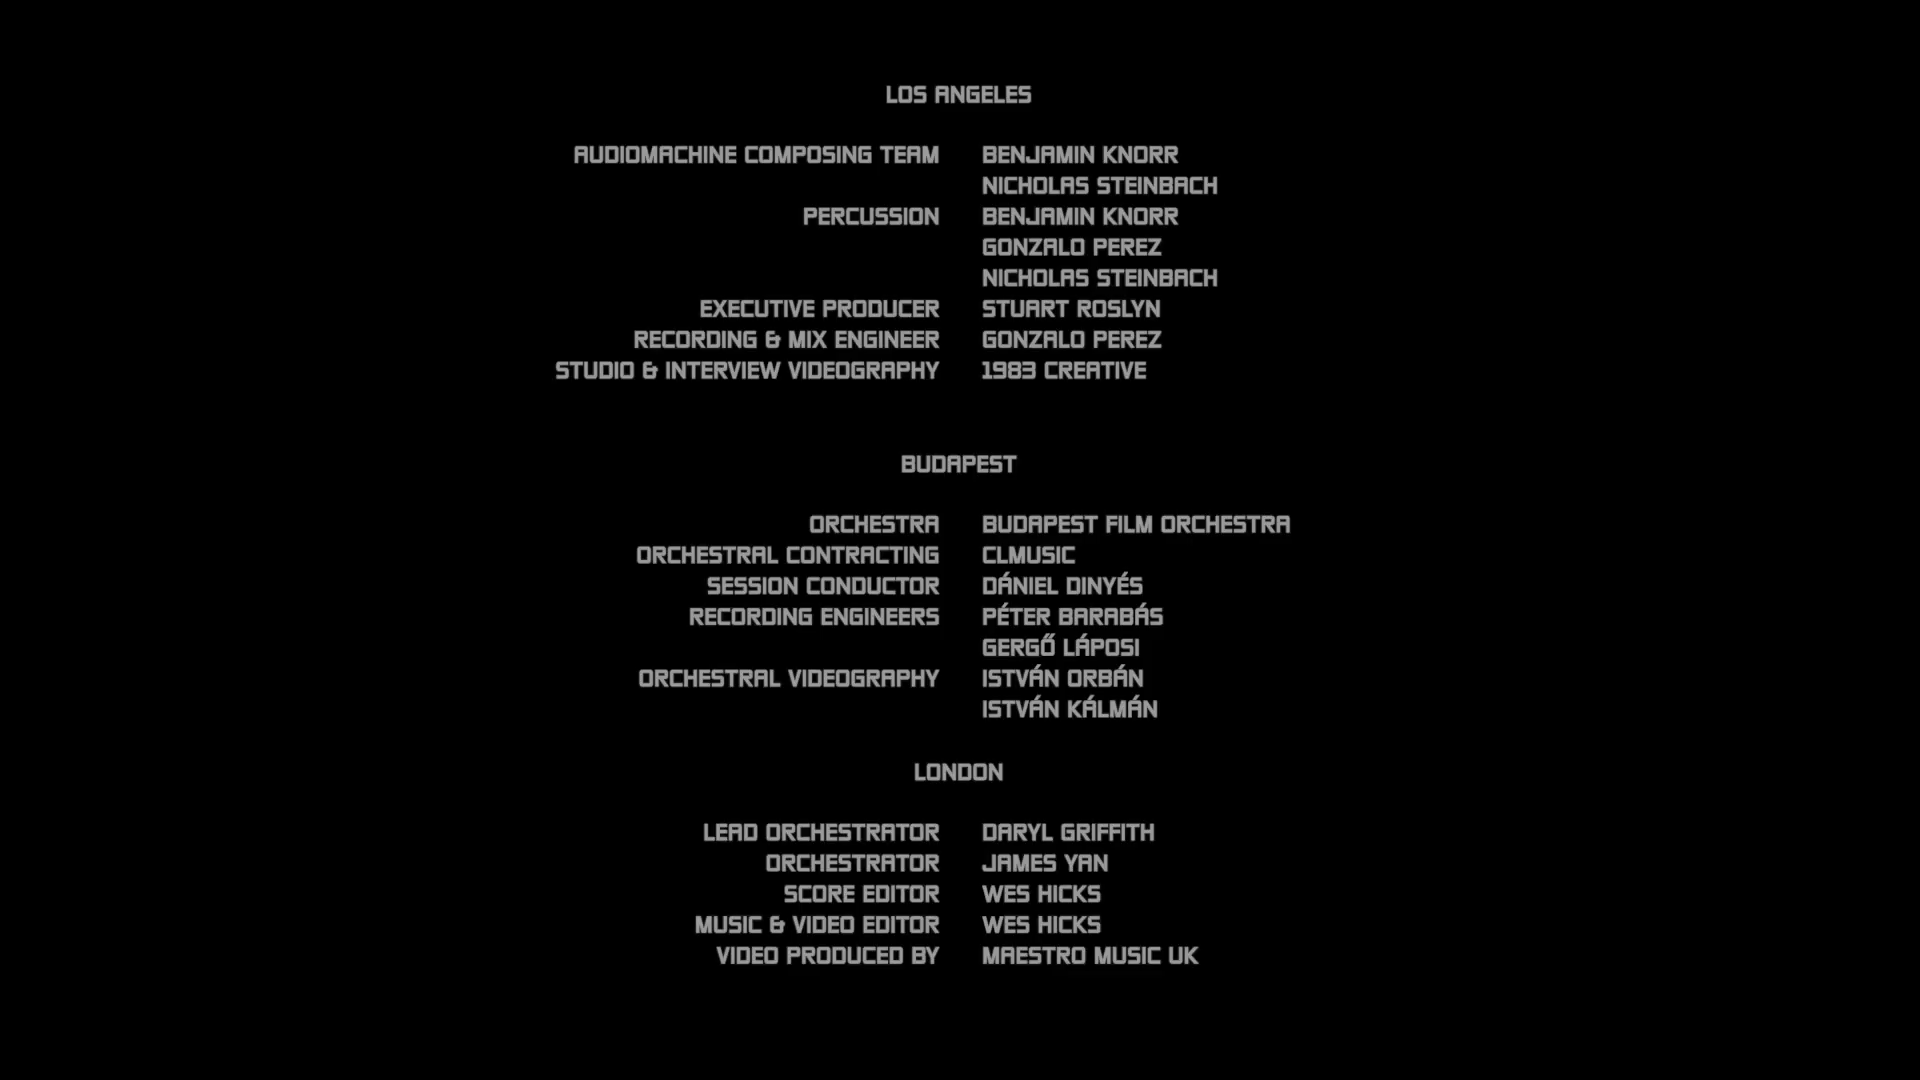 LOS ANGELES
AUDIOMACHINE COMPOSING TEAM BENJAMIN KNORR
NICHOLAS STEINBACH
PERCUSSION BENJAMIN KNORR
GONZALO PEREZ
NICHOLAS STEINBACH
EXECUTIVE PRODUCER STUART ROSLYN
RECORDING & MIX ENGINEER GONZALO PEREZ
STUDIO & INTERVIEW VIDEOGRAPHY 1983 CREATIVE
BUDAPEST
ORCHESTRA BUDAPEST FILM ORCHESTRA
ORCHESTRAL CONTRACTING CLMUSIC
SESSION CONDUCTOR DÁNIEL DINYÉS
RECORDING ENGINEERS PÉTER BARABÁS
GERGŐ LÁPOSI
ORCHESTRAL VIDEOGRAPHY ISTVÁN ORBÁN
ISTVÁN KÁLMÁN
LONDON
LEAD ORCHESTRATOR DARYL GRIFFITH
ORCHESTRATOR JAMES YAN
SCORE EDITOR WES HICKS
MUSIC & VIDEO EDITOR WES HICKS
VIDEO PRODUCED BY MAESTRO MUSIC UK